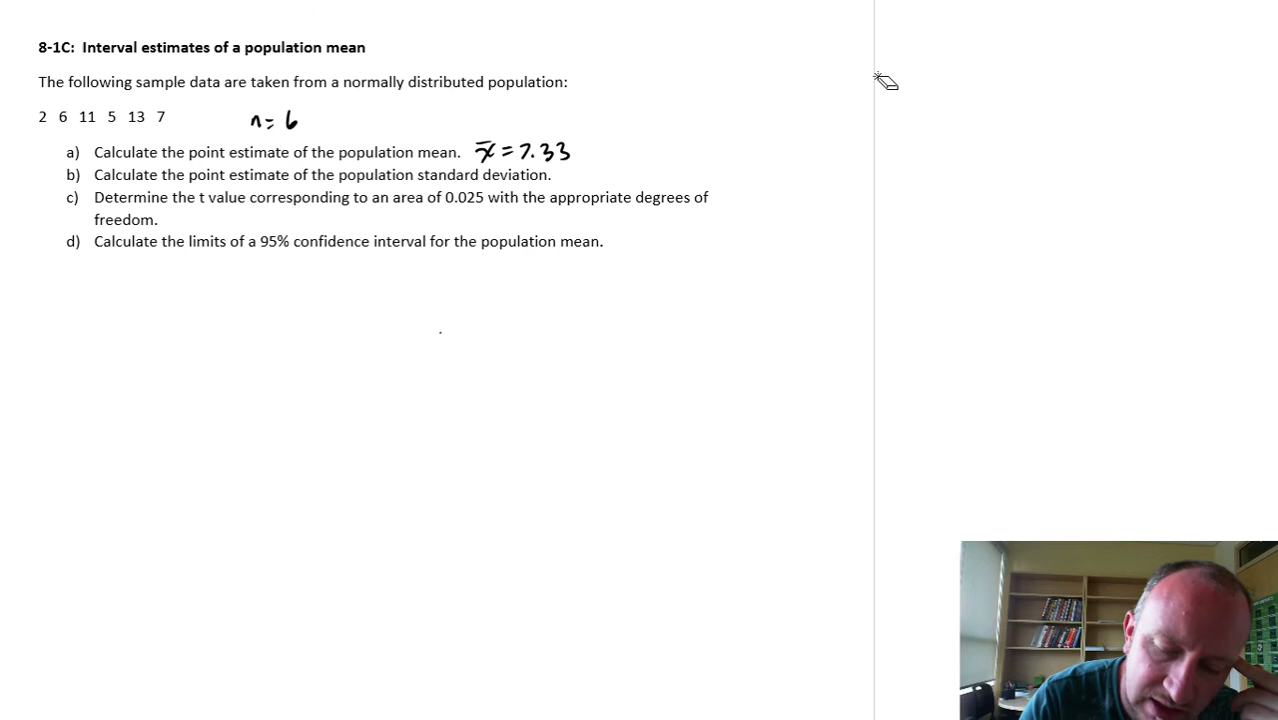 8-1C: Interval estimates of a population mean
The following sample data are taken from a normally distributed population:
2 6 11 5 13 7 n = 6
a) Calculate the point estimate of the population mean. x̄ = 7.33
b) Calculate the point estimate of the population standard deviation.
c) Determine the t value corresponding to an area of 0.025 with the appropriate degrees of
freedom.
d) Calculate the limits of a 95% confidence interval for the population mean.